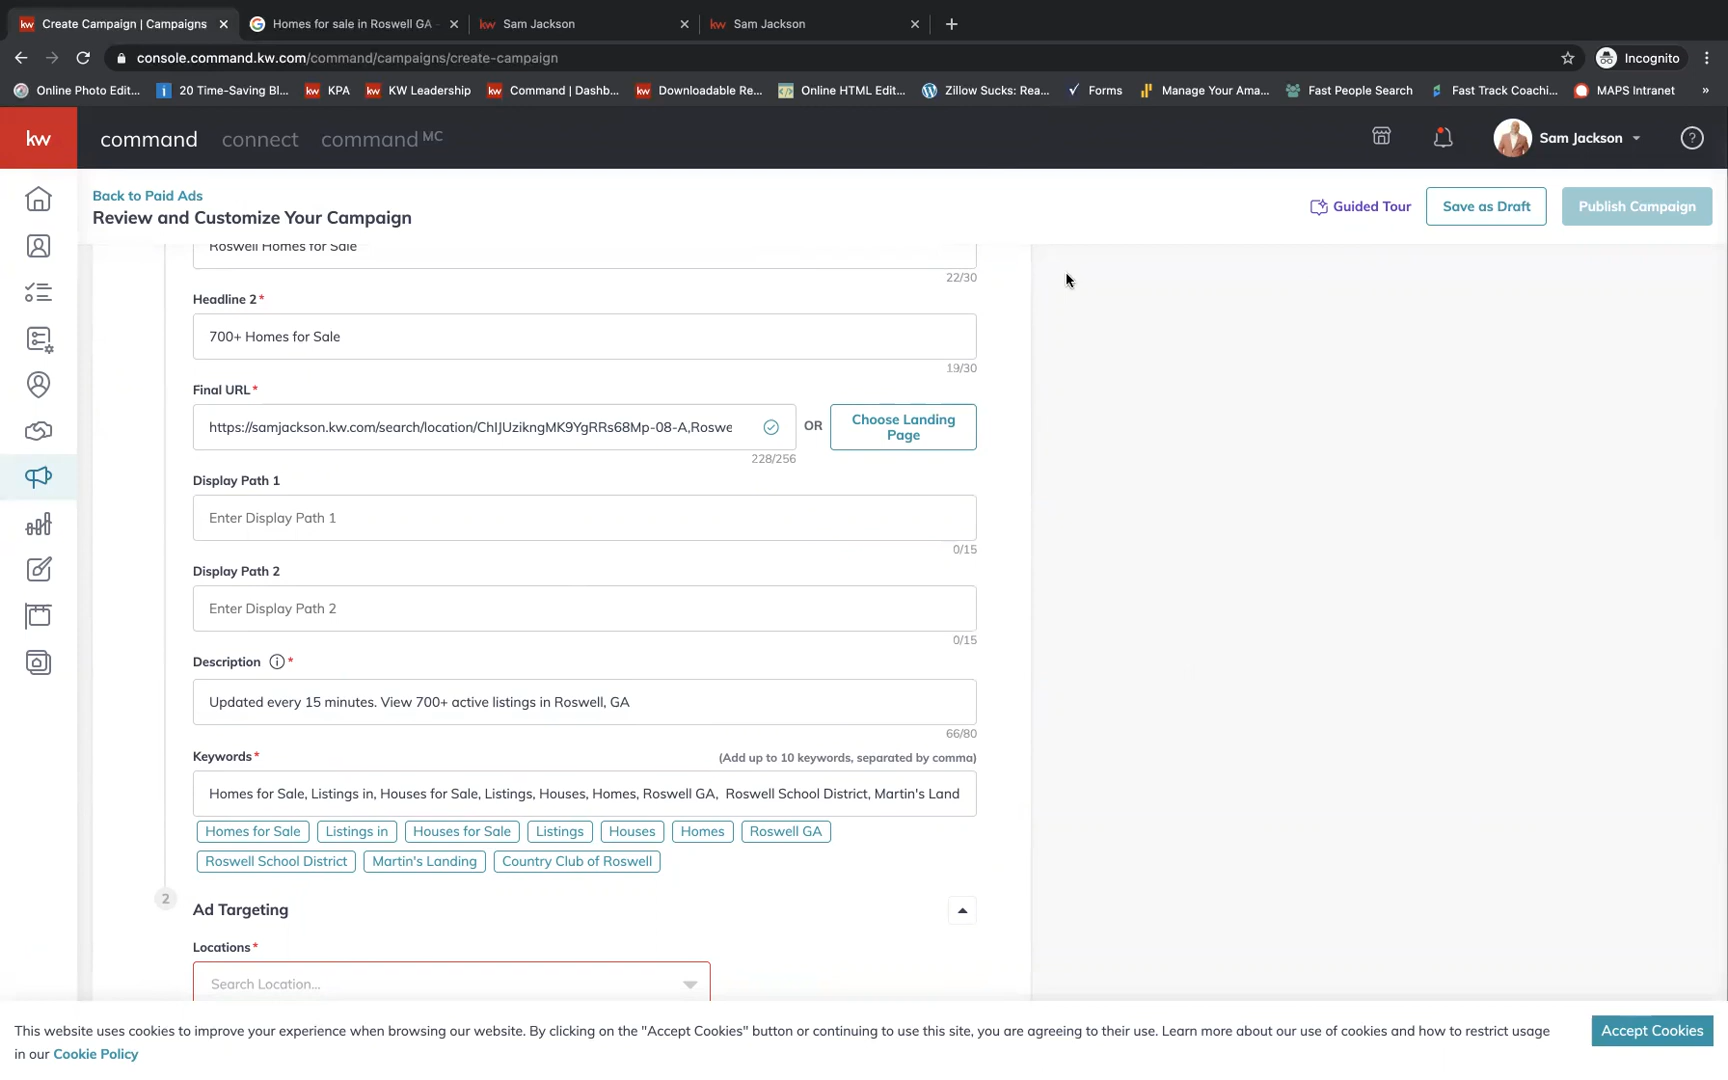 Create Campaign | Campaigns
Homes for sale in Roswell GA -
Sam Jackson
Sam Jackson
console.command.kw.com/command/campaigns/create-campaign
Incognito
Online Photo Edit...
20 Time-Saving Bl...
KPA
KW Leadership
Command | Dashb...
Downloadable Re...
Online HTML Edit...
Zillow Sucks: Rea...
Forms
Manage Your Ama...
Fast People Search
Fast Track Coachi...
MAPS Intranet
»
kw
command
connect
command MC
Sam Jackson
Back to Paid Ads
Review and Customize Your Campaign
Guided Tour
Save as Draft
Publish Campaign
Roswell Homes for Sale
22/30
Headline 2*
700+ Homes for Sale
19/30
Final URL*
https://samjackson.kw.com/search/location/ChIJUzikngMK9YgRRs68Mp-08-A,Roswe
OR
Choose Landing
Page
228/256
Display Path 1
Enter Display Path 1
0/15
Display Path 2
Enter Display Path 2
0/15
Description *
Updated every 15 minutes. View 700+ active listings in Roswell, GA
66/80
Keywords*
(Add up to 10 keywords, separated by comma)
Homes for Sale, Listings in, Houses for Sale, Listings, Houses, Homes, Roswell GA, Roswell School District, Martin's Land
Homes for Sale
Listings in
Houses for Sale
Listings
Houses
Homes
Roswell GA
Roswell School District
Martin's Landing
Country Club of Roswell
2
Ad Targeting
Locations*
Search Location...
This website uses cookies to improve your experience when browsing our website. By clicking on the "Accept Cookies" button or continuing to use this site, you are agreeing to their use. Learn more about our use of cookies and how to restrict usage
in our Cookie Policy
Accept Cookies